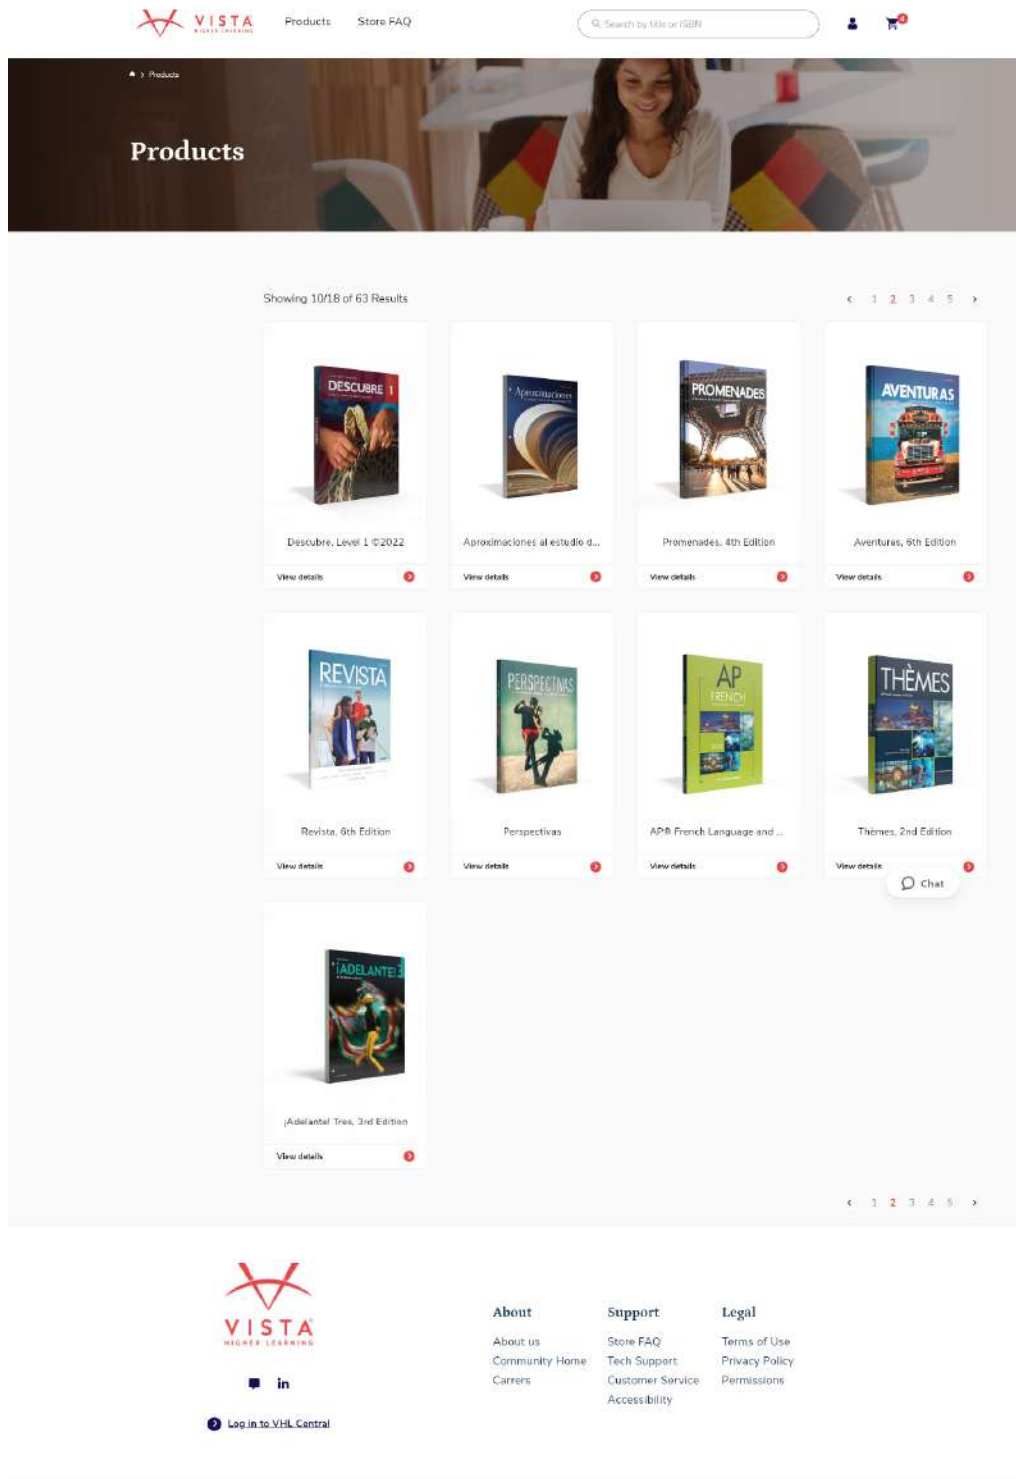 VISTA
HIGHER LEARNING
Products
Store FAQ
Search by title or ISBN
4
> Products
Products
Showing 10/18 of 63 Results
‹ 1 2 3 4 5 ›
DESCUBRE 1
Aproximaciones
PROMENADES
AVENTURAS
Descubre, Level 1 ©2022
Aproximaciones al estudio d...
Promenades, 4th Edition
Aventuras, 6th Edition
View details
View details
View details
View details
REVISTA
PERSPECTIVAS
AP
FRENCH
THÈMES
Revista, 6th Edition
Perspectivas
AP® French Language and ...
Thèmes, 2nd Edition
View details
View details
View details
View details
Chat
¡ADELANTE! 3
¡Adelante! Tres, 3rd Edition
View details
‹ 1 2 3 4 5 ›
VISTA
HIGHER LEARNING
in
Log in to VHL Central
About
About us
Community Home
Carrers
Support
Store FAQ
Tech Support
Customer Service
Accessibility
Legal
Terms of Use
Privacy Policy
Permissions